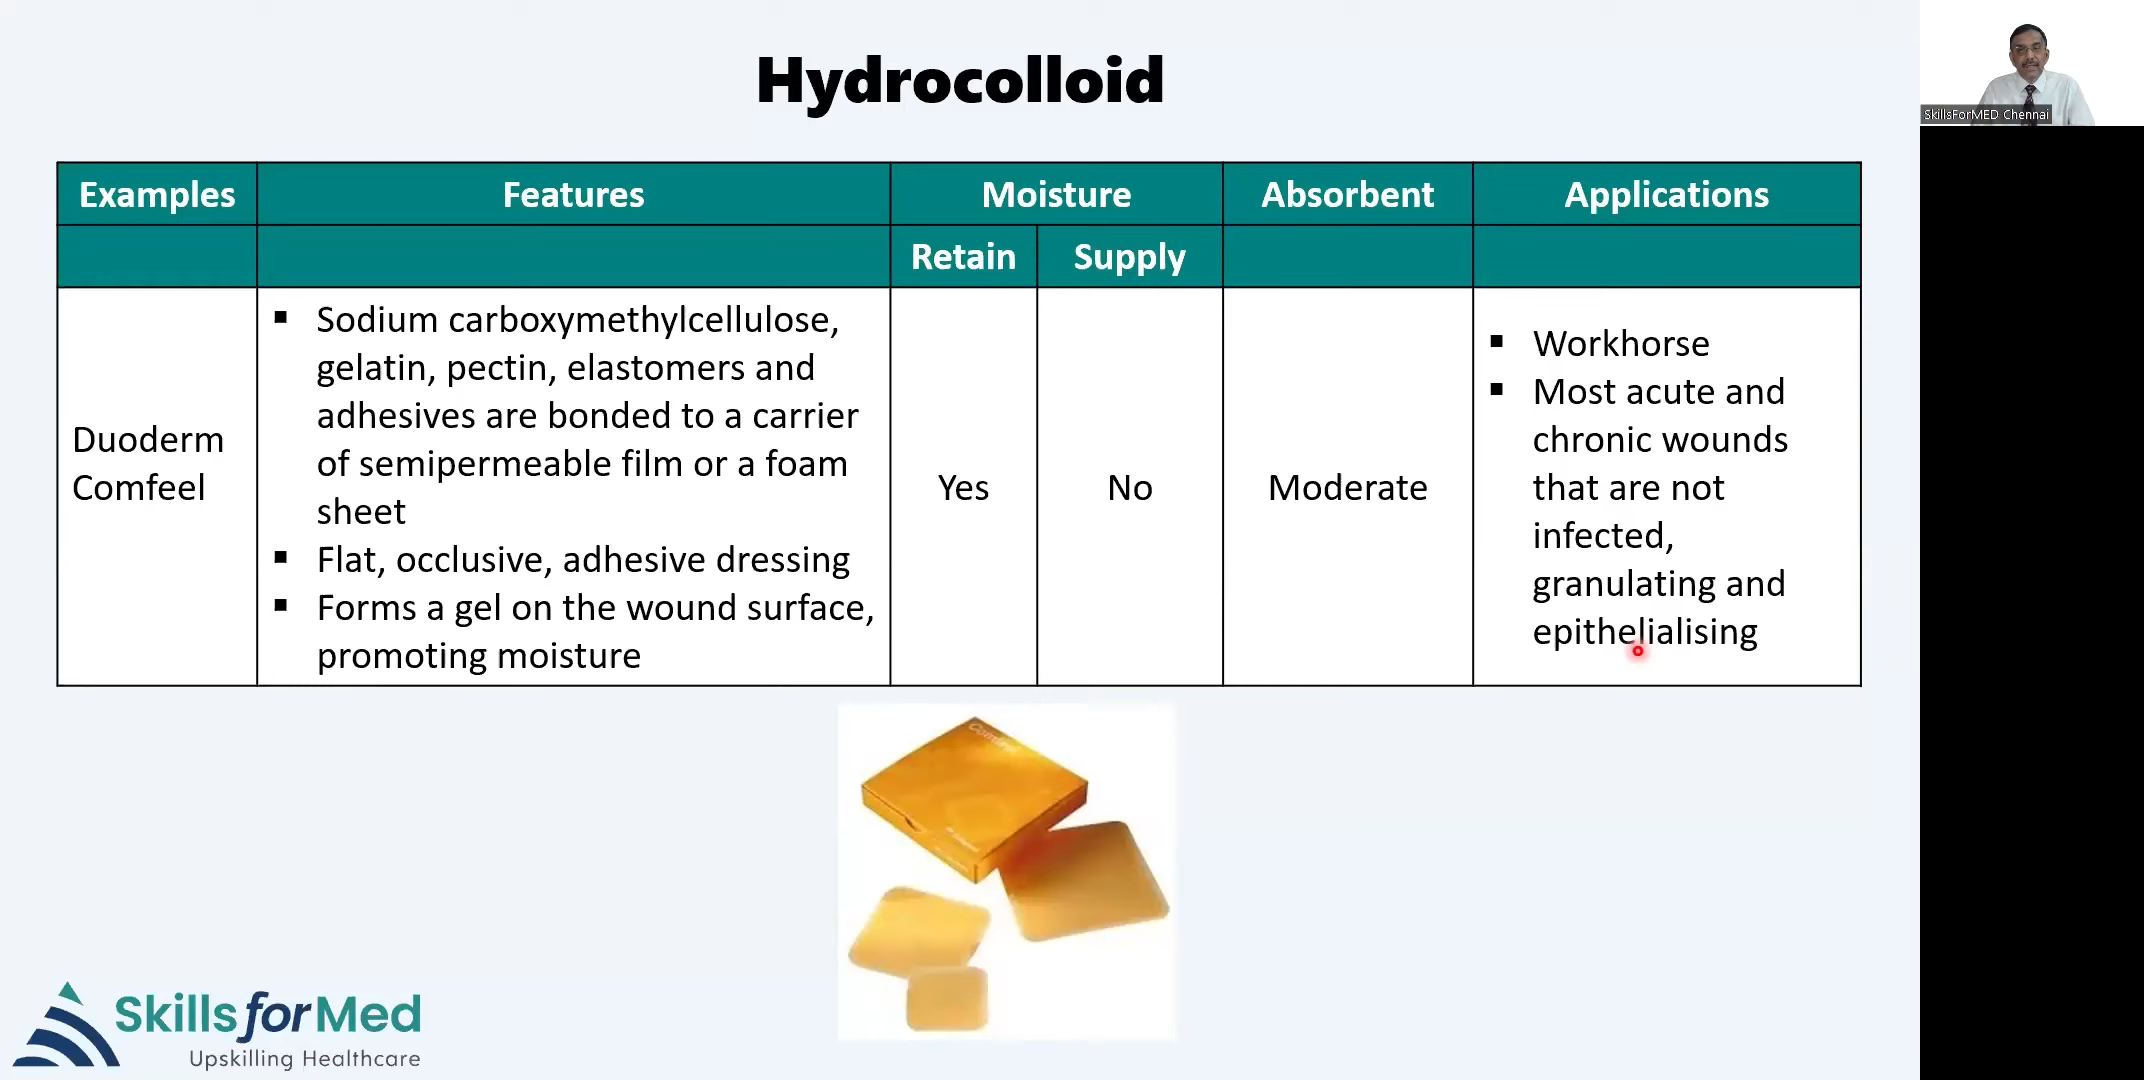 Hydrocolloid
SkillsForMED Chennai
Examples Features Moisture Absorbent Applications
Retain Supply
Duoderm
Comfeel
▪ Sodium carboxymethylcellulose,
gelatin, pectin, elastomers and
adhesives are bonded to a carrier
of semipermeable film or a foam
sheet
▪ Flat, occlusive, adhesive dressing
▪ Forms a gel on the wound surface,
promoting moisture
Yes
No
Moderate
▪ Workhorse
▪ Most acute and
chronic wounds
that are not
infected,
granulating and
epithelialising
Comfeel
SkillsforMed
Upskilling Healthcare